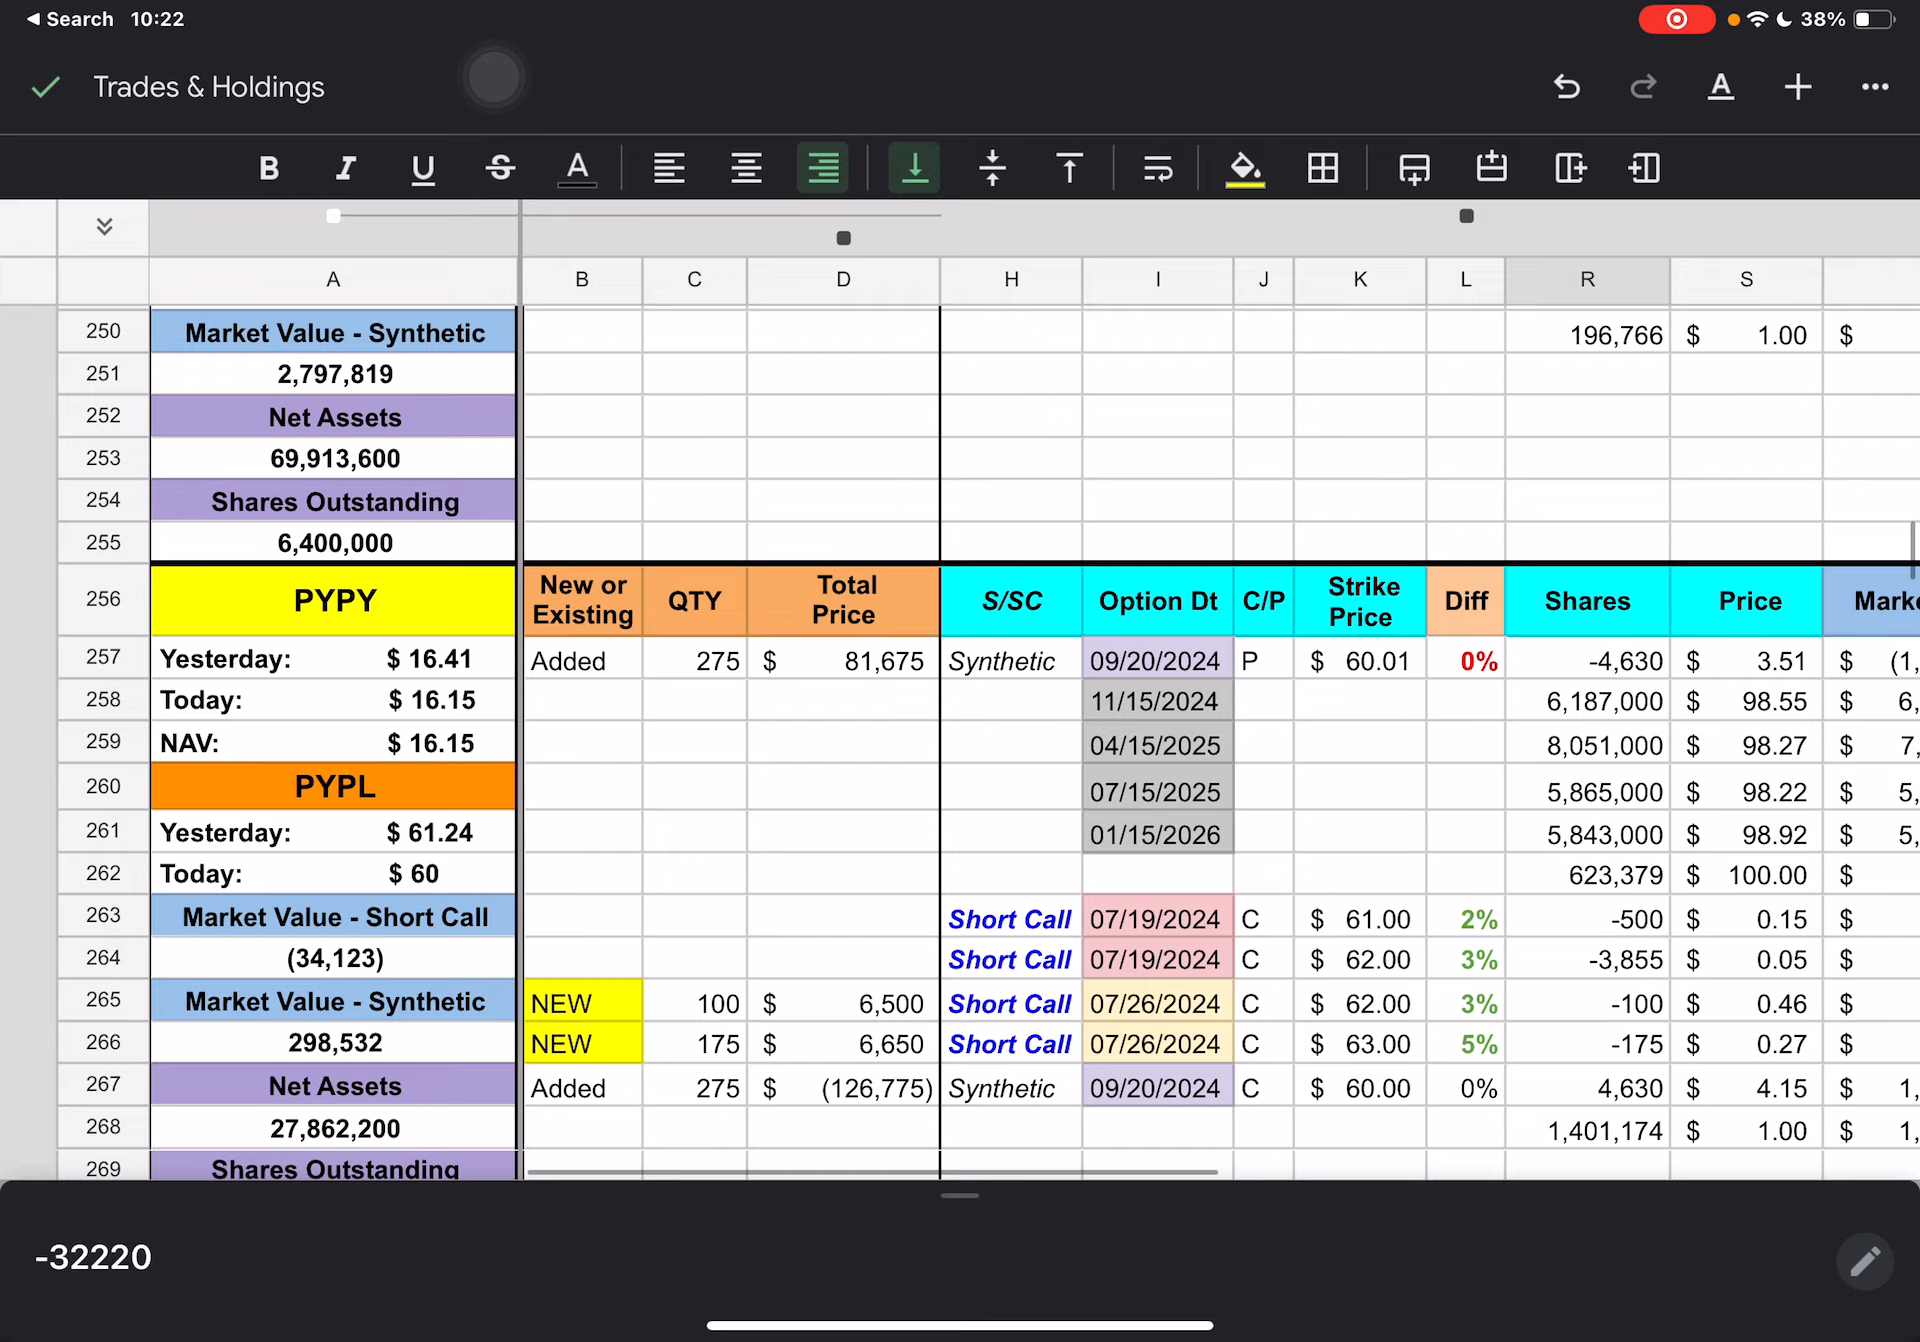 Search 10:22 38%
Trades & Holdings A
B I U S A
A B C D H I J K L R S
250 Market Value - Synthetic 196,766 $ 1.00 $
251 2,797,819
252 Net Assets
253 69,913,600
254 Shares Outstanding
255 6,400,000
256 PYPY New or Existing QTY Total Price S/SC Option Dt C/P Strike Price Diff Shares Price Marke
257 Yesterday: $ 16.41 Added 275 $ 81,675 Synthetic 09/20/2024 P $ 60.01 0% -4,630 $ 3.51 $ (1,
258 Today: $ 16.15 11/15/2024 6,187,000 $ 98.55 $ 6,
259 NAV: $ 16.15 04/15/2025 8,051,000 $ 98.27 $ 7,
260 PYPL 07/15/2025 5,865,000 $ 98.22 $ 5,
261 Yesterday: $ 61.24 01/15/2026 5,843,000 $ 98.92 $ 5,
262 Today: $ 60 623,379 $ 100.00 $
263 Market Value - Short Call Short Call 07/19/2024 C $ 61.00 2% -500 $ 0.15 $
264 (34,123) Short Call 07/19/2024 C $ 62.00 3% -3,855 $ 0.05 $
265 Market Value - Synthetic NEW 100 $ 6,500 Short Call 07/26/2024 C $ 62.00 3% -100 $ 0.46 $
266 298,532 NEW 175 $ 6,650 Short Call 07/26/2024 C $ 63.00 5% -175 $ 0.27 $
267 Net Assets Added 275 $ (126,775) Synthetic 09/20/2024 C $ 60.00 0% 4,630 $ 4.15 $ 1,
268 27,862,200 1,401,174 $ 1.00 $ 1,
269 Shares Outstanding
-32220